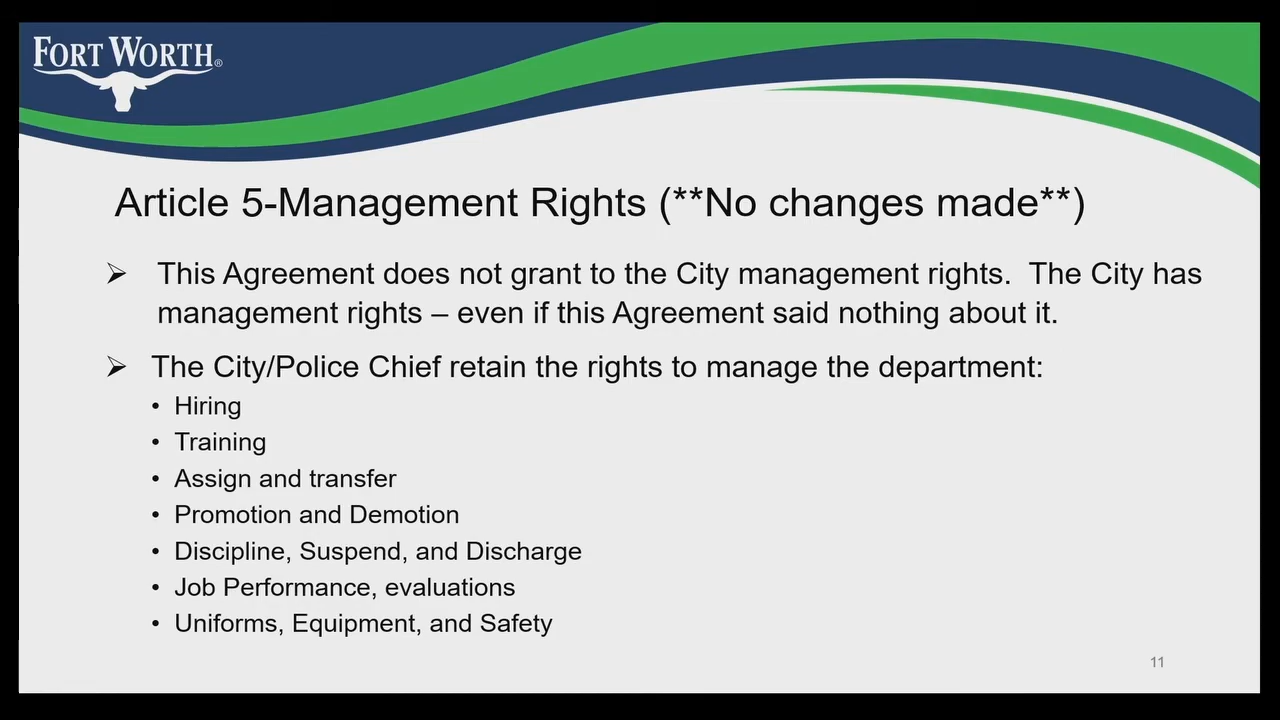 FORT WORTH®
Article 5-Management Rights (**No changes made**)
➢ This Agreement does not grant to the City management rights.  The City has
management rights – even if this Agreement said nothing about it.
➢ The City/Police Chief retain the rights to manage the department:
• Hiring
• Training
• Assign and transfer
• Promotion and Demotion
• Discipline, Suspend, and Discharge
• Job Performance, evaluations
• Uniforms, Equipment, and Safety
11